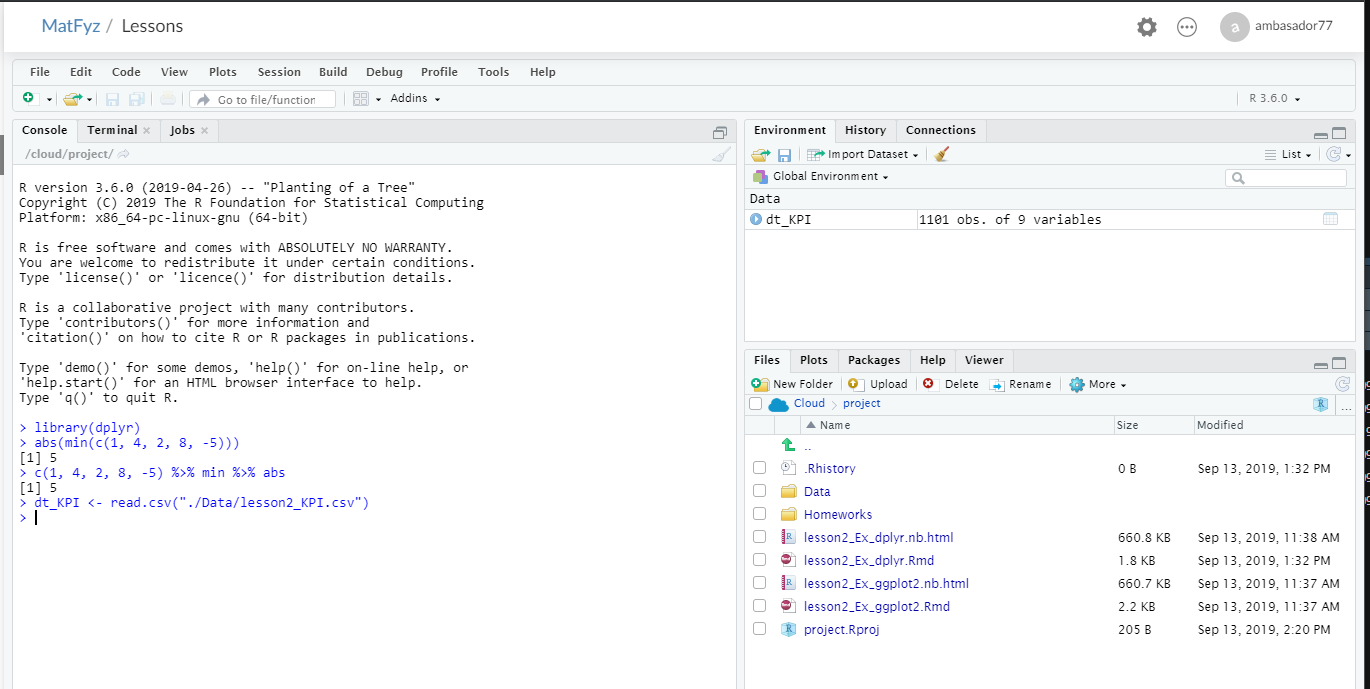 MatFyz / Lessons
a ambasador77
File Edit Code View Plots Session Build Debug Profile Tools Help
Go to file/function Addins R 3.6.0
Console Terminal Jobs
/cloud/project/
R version 3.6.0 (2019-04-26) -- "Planting of a Tree"
Copyright (C) 2019 The R Foundation for Statistical Computing
Platform: x86_64-pc-linux-gnu (64-bit)
R is free software and comes with ABSOLUTELY NO WARRANTY.
You are welcome to redistribute it under certain conditions.
Type 'license()' or 'licence()' for distribution details.
R is a collaborative project with many contributors.
Type 'contributors()' for more information and
'citation()' on how to cite R or R packages in publications.
Type 'demo()' for some demos, 'help()' for on-line help, or
'help.start()' for an HTML browser interface to help.
Type 'q()' to quit R.
> library(dplyr)
> abs(min(c(1, 4, 2, 8, -5)))
[1] 5
> c(1, 4, 2, 8, -5) %>% min %>% abs
[1] 5
> dt_KPI <- read.csv("./Data/lesson2_KPI.csv")
>
Environment History Connections
Import Dataset List
Global Environment
Data
dt_KPI 1101 obs. of 9 variables
Files Plots Packages Help Viewer
New Folder Upload Delete Rename More
Cloud project ...
Name Size Modified
..
.Rhistory 0 B Sep 13, 2019, 1:32 PM
Data
Homeworks
lesson2_Ex_dplyr.nb.html 660.8 KB Sep 13, 2019, 11:38 AM
lesson2_Ex_dplyr.Rmd 1.8 KB Sep 13, 2019, 1:32 PM
lesson2_Ex_ggplot2.nb.html 660.7 KB Sep 13, 2019, 11:37 AM
lesson2_Ex_ggplot2.Rmd 2.2 KB Sep 13, 2019, 11:37 AM
project.Rproj 205 B Sep 13, 2019, 2:20 PM